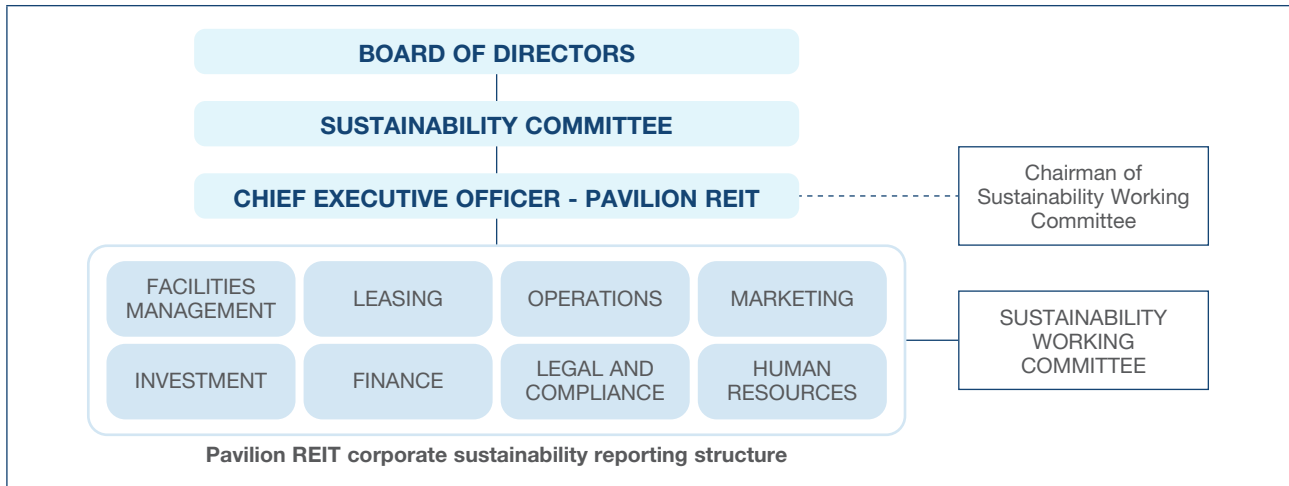 BOARD OF DIRECTORS
SUSTAINABILITY COMMITTEE
CHIEF EXECUTIVE OFFICER - PAVILION REIT
Chairman of
Sustainability Working
Committee
FACILITIES
MANAGEMENT
LEASING
OPERATIONS
MARKETING
INVESTMENT
FINANCE
LEGAL AND
COMPLIANCE
HUMAN
RESOURCES
SUSTAINABILITY
WORKING
COMMITTEE
Pavilion REIT corporate sustainability reporting structure